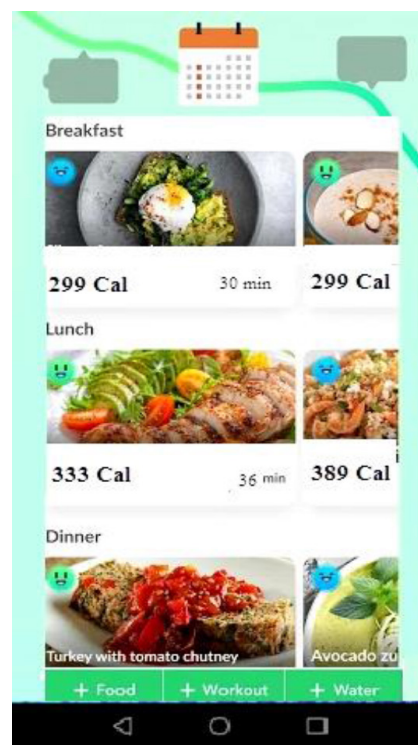 Breakfast
299 Cal 30 min 299 Cal
Lunch
333 Cal 36 min 389 Cal
Dinner
Turkey with tomato chutney Avocado zu
+ Food + Workout + Water